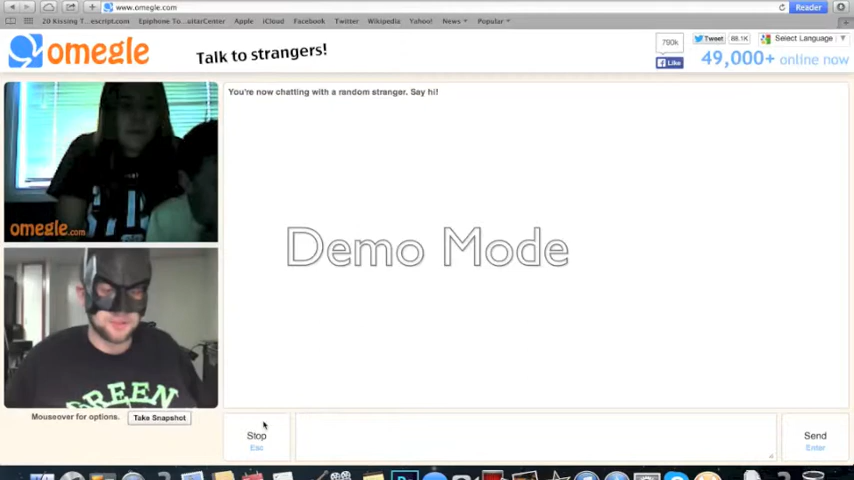 www.omegle.com
Reader
20 Kissing T...escript.com
Epiphone To...aitarCenter
Apple
iCloud
Facebook
Twitter
Wikipedia
Yahoo!
News
Popular
omegle
Talk to strangers!
790k
Like
Tweet
88.1K
Select Language
49,000+ online now
You're now chatting with a random stranger. Say hi!
omegle.com
Demo Mode
GREEN
Mouseover for options.
Take Snapshot
Stop
Esc
Send
Enter